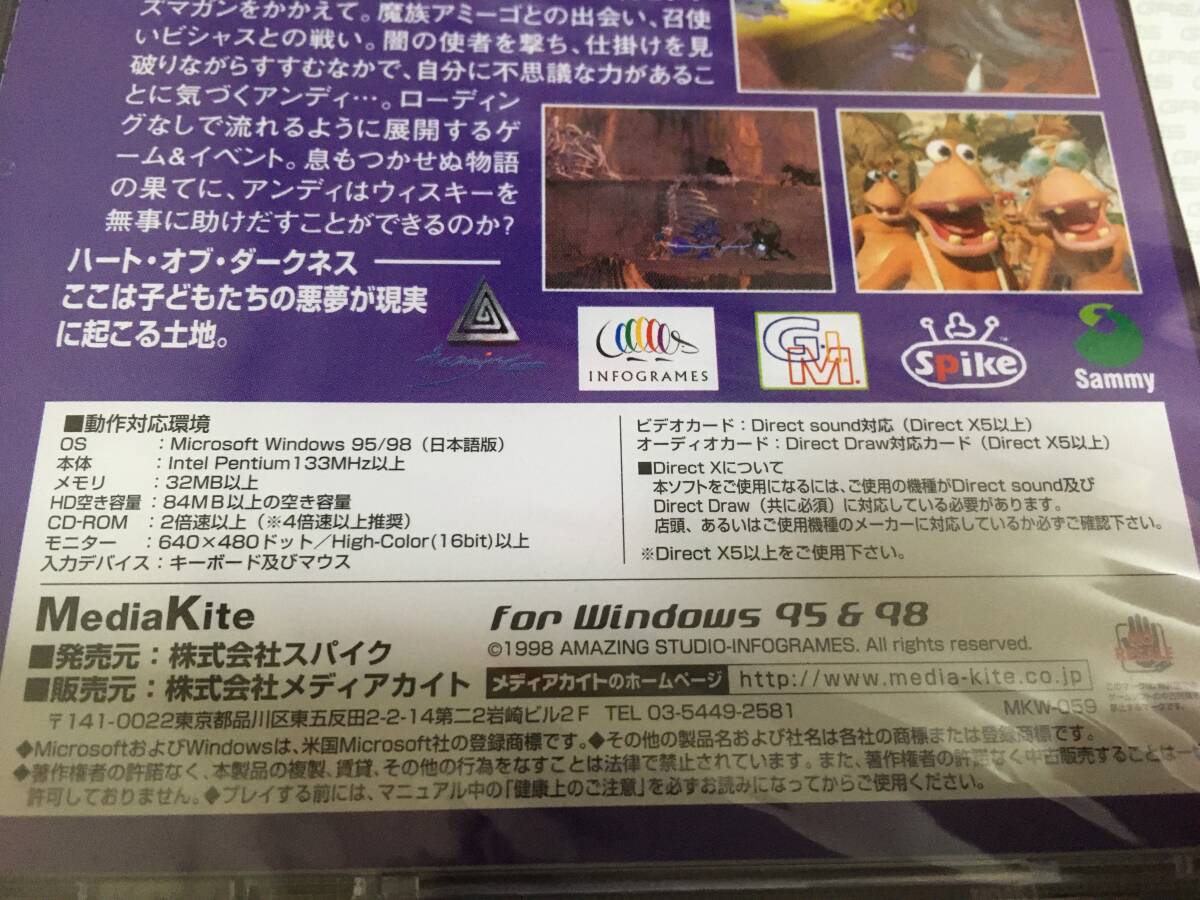 ズマガンをかかえて。魔族アミーゴとの出会い、召使
いビシャスとの戦い。闇の使者を撃ち、仕掛けを見
破りながらすすむなかで、自分に不思議な力があるこ
とに気づくアンディ…。ローディン
グなしで流れるように展開するゲ
ーム&イベント。息もつかせぬ物語
の果てに、アンディはウィスキーを
無事に助けだすことができるのか?
ハート・オブ・ダークネス
ここは子どもたちの悪夢が現実
に起こる土地。
INFOGRAMES
G.I.M.
Spike
Sammy
■動作対応環境
OS :Microsoft Windows 95/98(日本語版)
本体 :Intel Pentium133MHz以上
メモリ :32MB以上
HD空き容量:84MB以上の空き容量
CD-ROM :2倍速以上(※4倍速以上推奨)
モニター :640×480ドット/High-Color(16bit)以上
入力デバイス:キーボード及びマウス
ビデオカード:Direct sound対応(Direct X5以上)
オーディオカード:Direct Draw対応カード(Direct X5以上)
■Direct Xについて
本ソフトをご使用になるには、ご使用の機種がDirect sound及び
Direct Draw(共に必須)に対応している必要があります。
店頭、あるいはご使用機種のメーカーに対応しているか必ずご確認下さい。
※Direct X5以上をご使用下さい。
MediaKite
for Windows 95 & 98
©1998 AMAZING STUDIO-INFOGRAMES. All rights reserved.
■発売元:株式会社スパイク
■販売元:株式会社メディアカイト
メディアカイトのホームページ http://www.media-kite.co.jp
〒141-0022東京都品川区東五反田2-2-14第二2岩崎ビル2F TEL 03-5449-2581
MKW-059
◆MicrosoftおよびWindowsは、米国Microsoft社の登録商標です。◆その他の製品名および社名は各社の商標または登録商標です。
◆著作権者の許諾なく、本製品の複製、賃貸、その他の行為をなすことは法律で禁止されています。また、著作権者の許諾なく中古販売することは一
許可しておりません。◆プレイする前には、マニュアル中の「健康上のご注意」を必ずお読みになってからご使用ください。